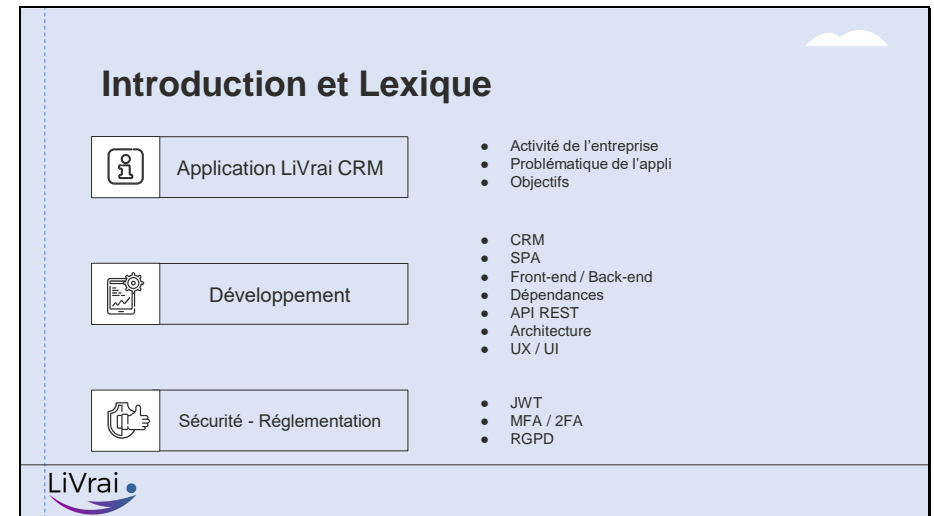 Introduction et Lexique
Application LiVrai CRM
● Activité de l'entreprise
● Problématique de l'appli
● Objectifs
Développement
● CRM
● SPA
● Front-end / Back-end
● Dépendances
● API REST
● Architecture
● UX / UI
Sécurité - Réglementation
● JWT
● MFA / 2FA
● RGPD
LiVrai